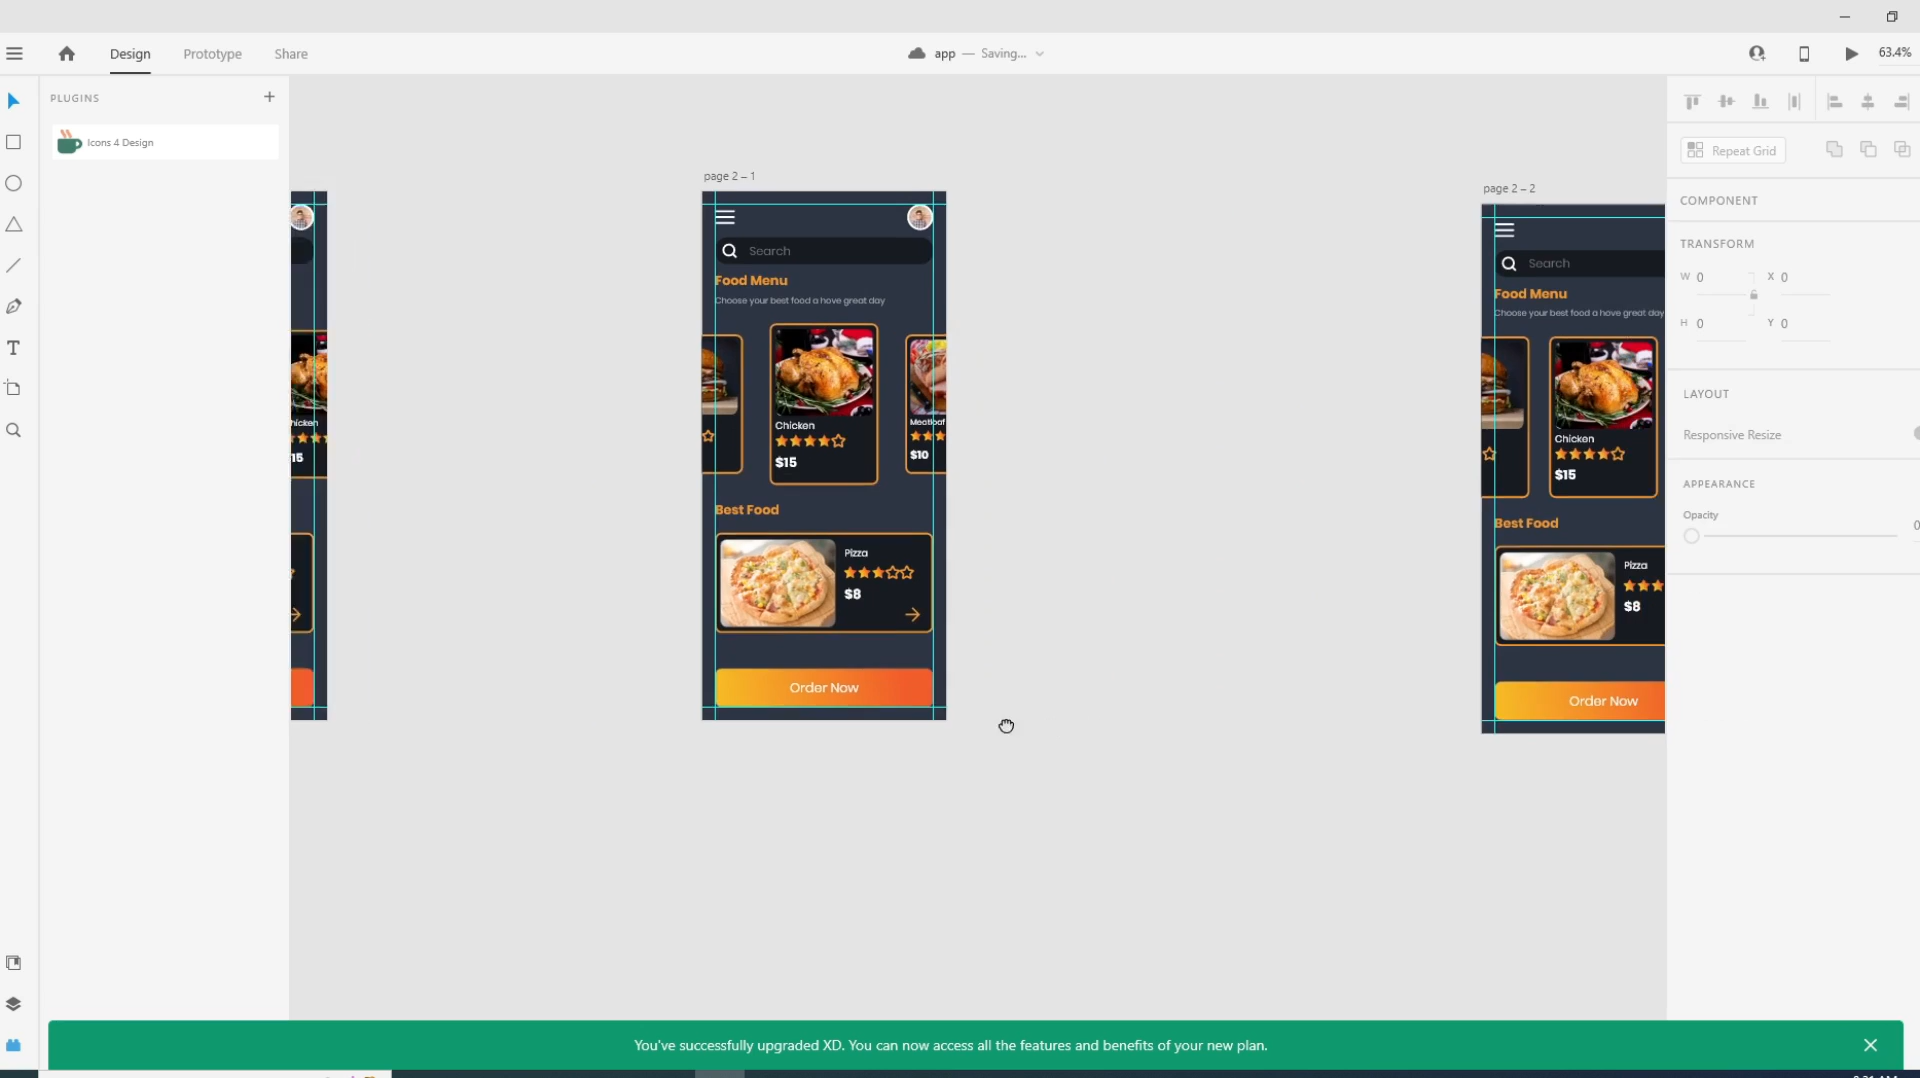 Design
Prototype
Share
app — Saving...
63.4%
PLUGINS
Icons 4 Design
page 2 – 1
Search
Food Menu
Choose your best food a have great day
Chicken
$15
Meatloaf
$10
Best Food
Pizza
$8
Order Now
hicken
15
page 2 – 2
Search
Food Menu
Choose your best food a have great day
Chicken
$15
Best Food
Pizza
$8
Order Now
Repeat Grid
COMPONENT
TRANSFORM
W 0
X 0
H 0
Y 0
LAYOUT
Responsive Resize
APPEARANCE
Opacity
0
You've successfully upgraded XD. You can now access all the features and benefits of your new plan.